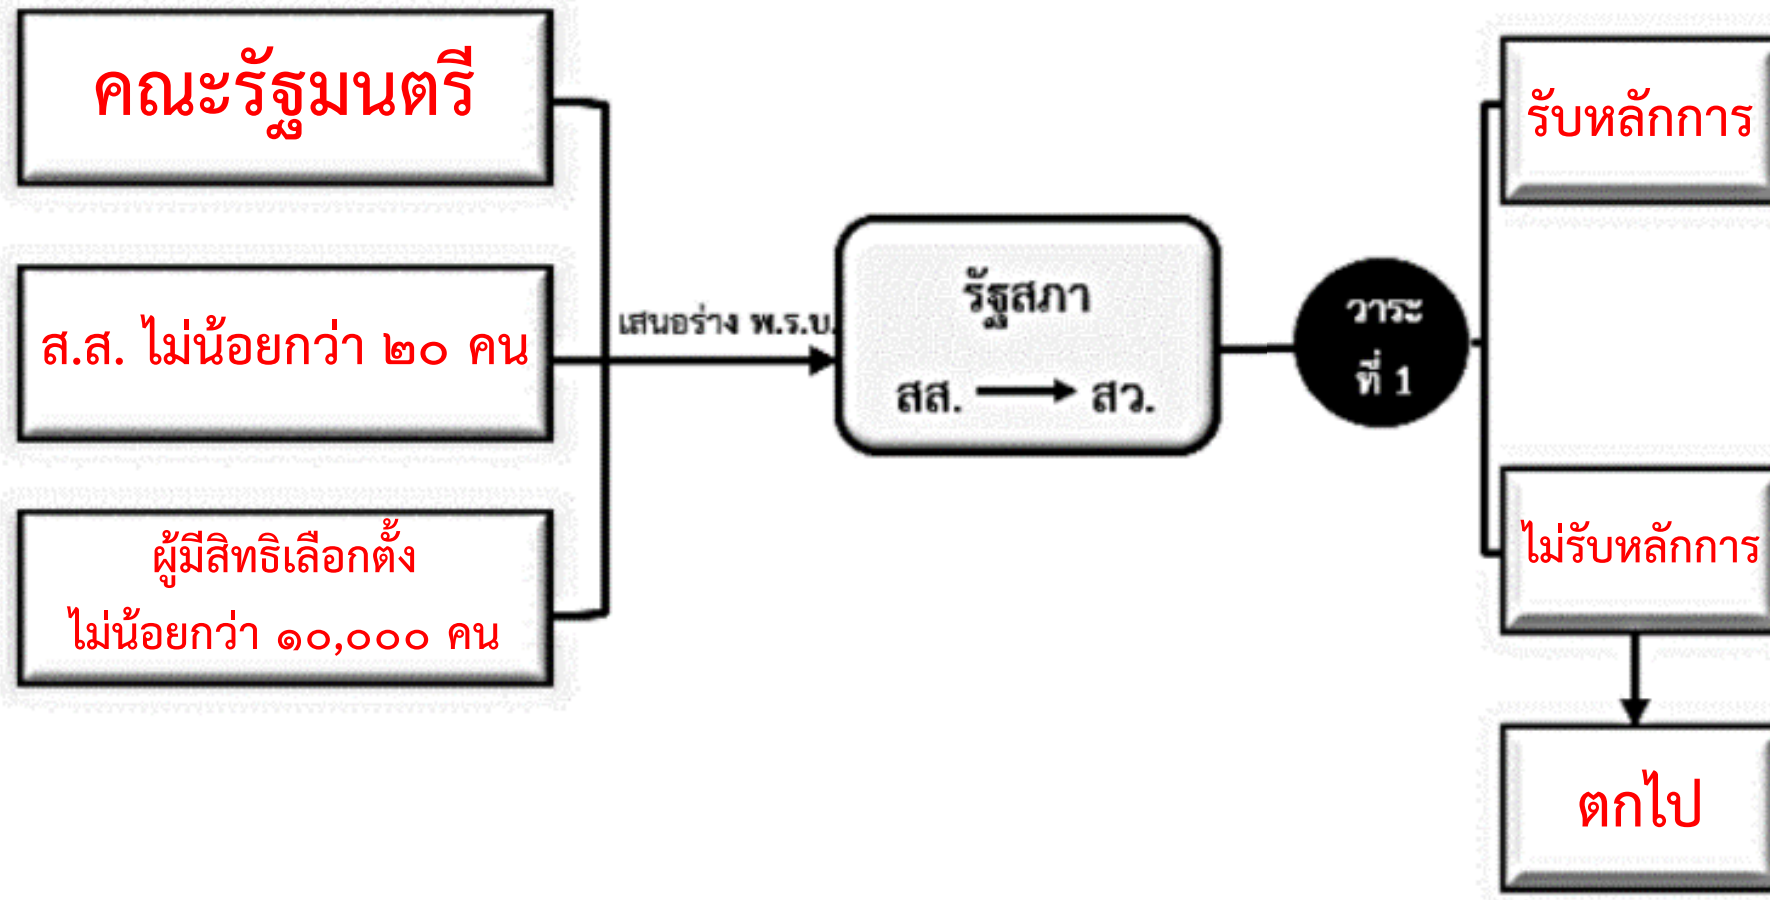 คณะรัฐมนตรี
ส.ส. ไม่น้อยกว่า ๒๐ คน
ผู้มีสิทธิเลือกตั้ง
ไม่น้อยกว่า ๑๐,๐๐๐ คน
เสนอร่าง พ.ร.บ.
รัฐสภา
สส. → สว.
วาระ
ที่ 1
รับหลักการ
ไม่รับหลักการ
ตกไป